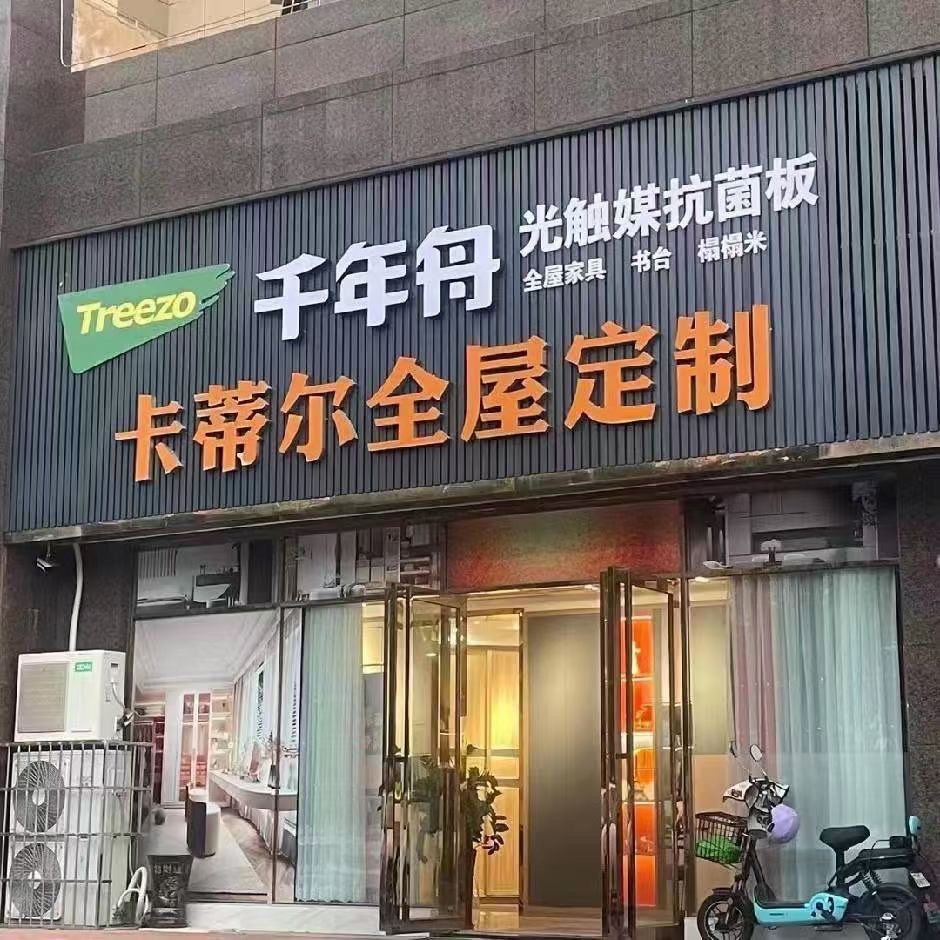 Treezo
千年舟
光触媒抗菌板
全屋家具 书台 榻榻米
卡蒂尔全屋定制